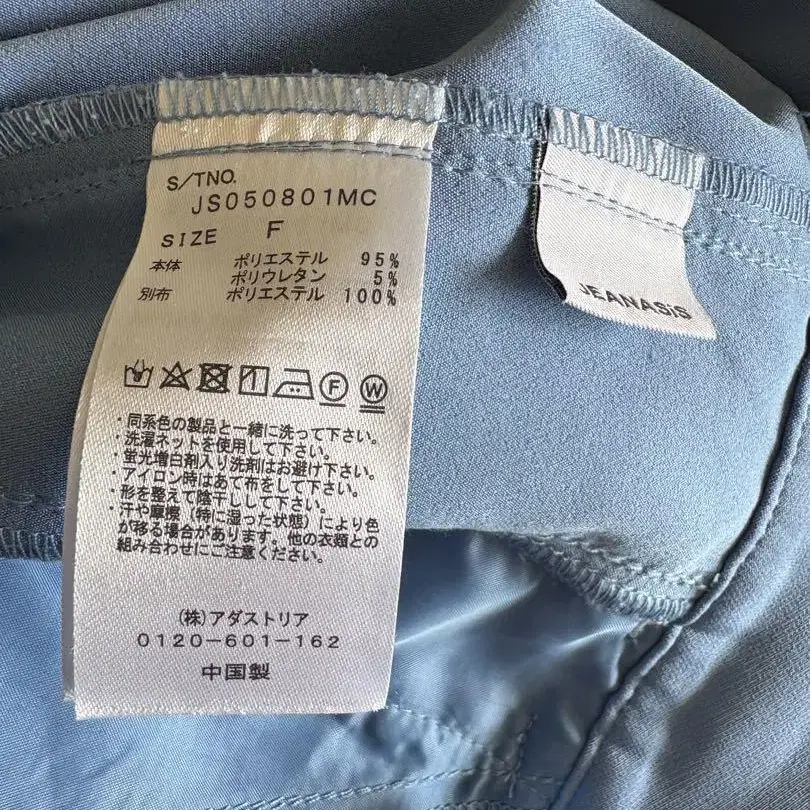 S/TNO.
JS050801MC
SIZE F
本体 ポリエステル 95%
ポリウレタン 5%
別布 ポリエステル 100%
F W
・同系色の製品と一緒に洗って下さい。
・洗濯ネットを使用して下さい。
・蛍光増白剤入り洗剤はお避け下さい。
・アイロン時はあて布をして下さい。
・形を整えて陰干しして下さい。
・汗や摩擦（特に湿った状態）により色
が移る場合があります。他の衣類との
組み合わせにご注意ください。
(株)アダストリア
0120-601-162
中国製
JEANASiS